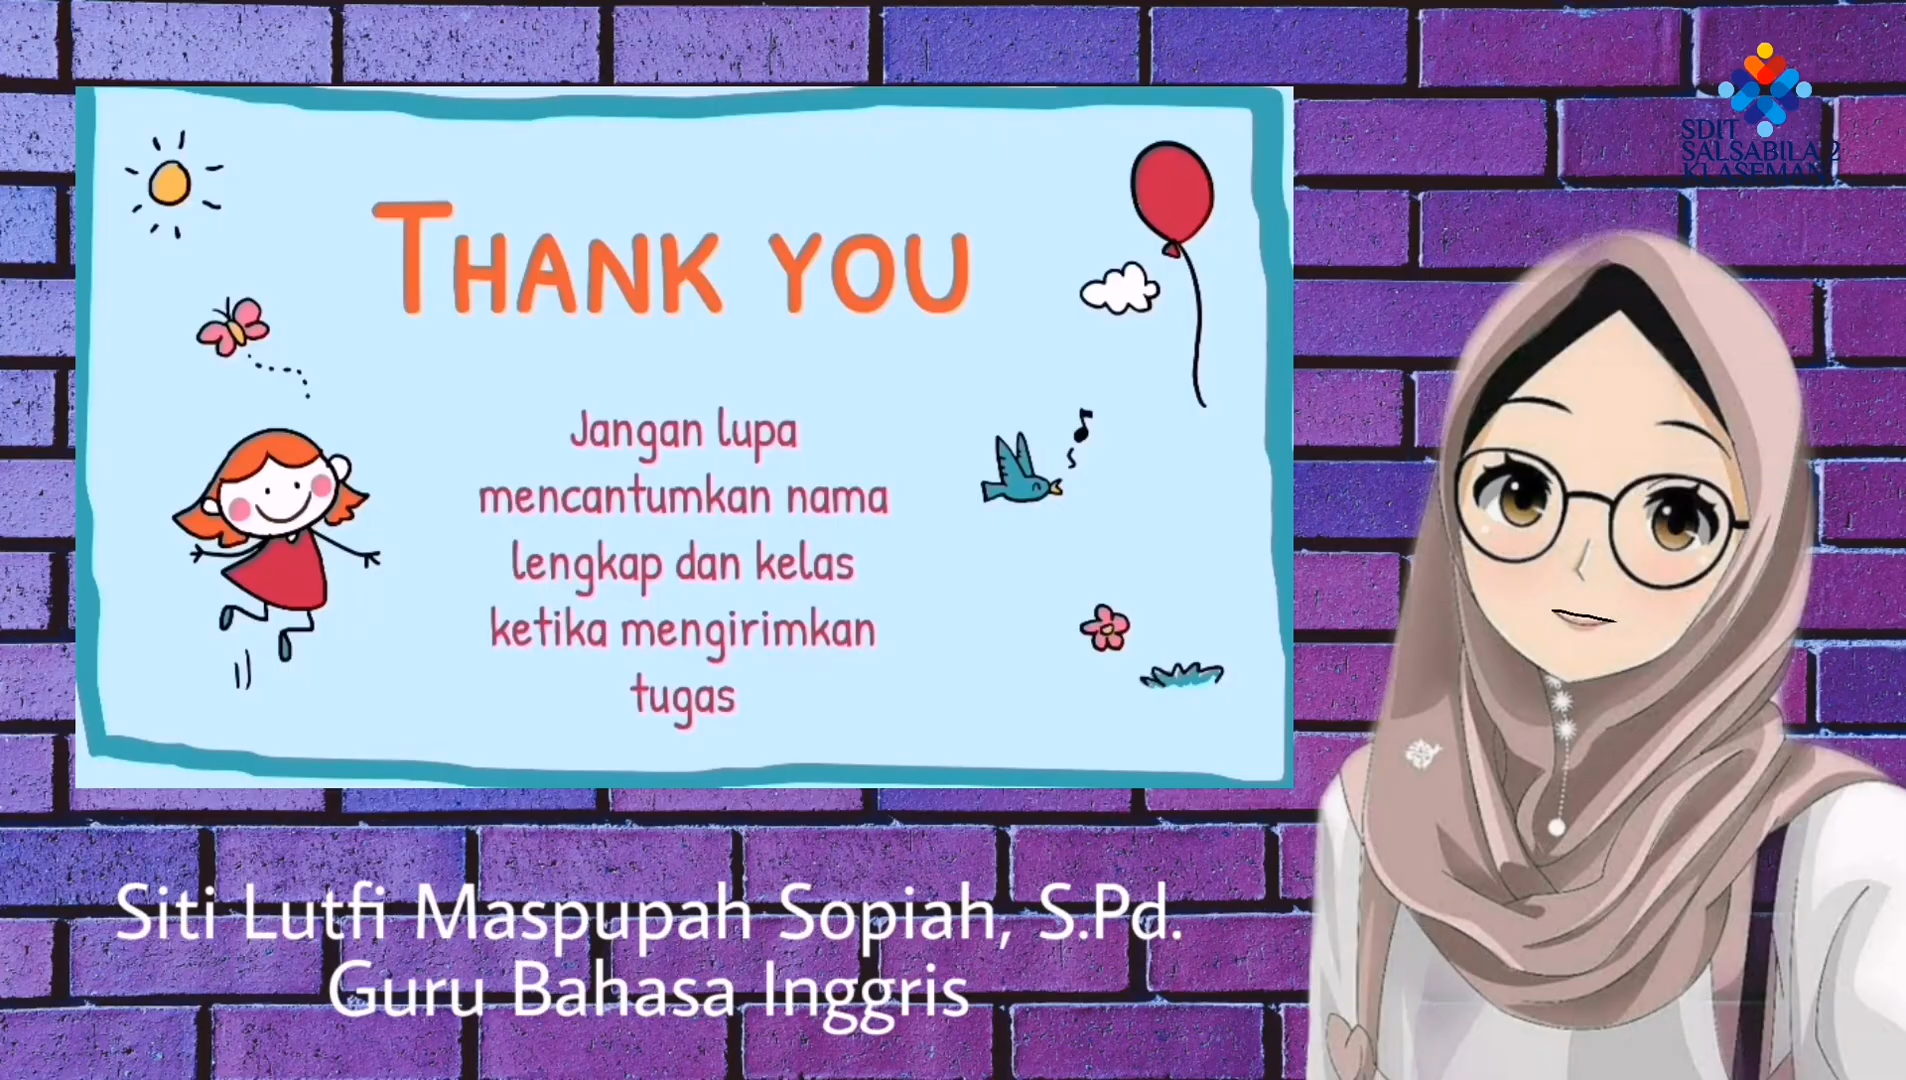 SDIT
SALSABILA 2
KLASEMAN
THANK YOU
Jangan lupa
mencantumkan nama
lengkap dan kelas
ketika mengirimkan
tugas
Siti Lutfi Maspupah Sopiah, S.Pd.
Guru Bahasa Inggris